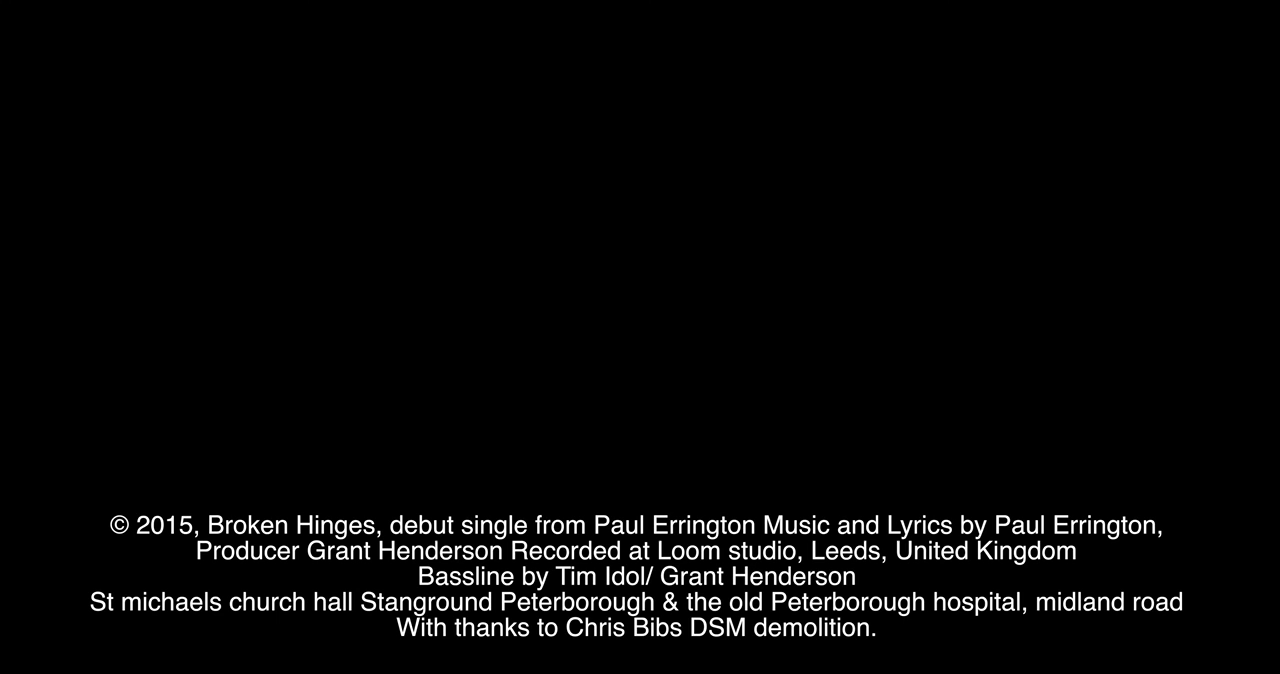 © 2015, Broken Hinges, debut single from Paul Errington Music and Lyrics by Paul Errington,
Producer Grant Henderson Recorded at Loom studio, Leeds, United Kingdom
Bassline by Tim Idol/ Grant Henderson
St michaels church hall Stanground Peterborough & the old Peterborough hospital, midland road
With thanks to Chris Bibs DSM demolition.